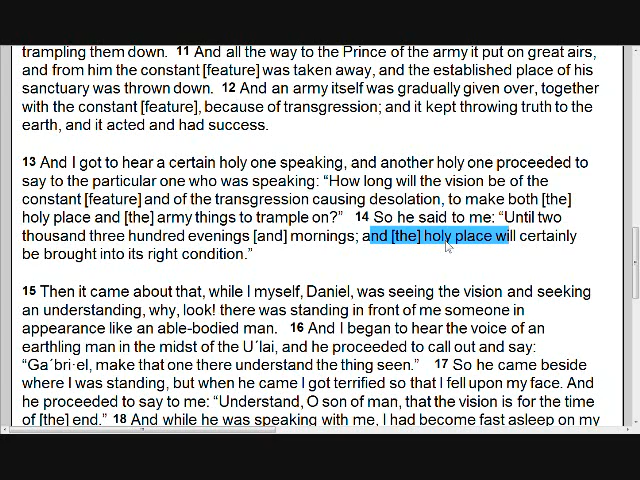 trampling them down. 11 And all the way to the Prince of the army it put on great airs,
and from him the constant [feature] was taken away, and the established place of his
sanctuary was thrown down. 12 And an army itself was gradually given over, together
with the constant [feature], because of transgression; and it kept throwing truth to the
earth, and it acted and had success.
13 And I got to hear a certain holy one speaking, and another holy one proceeded to
say to the particular one who was speaking: “How long will the vision be of the
constant [feature] and of the transgression causing desolation, to make both [the]
holy place and [the] army things to trample on?” 14 So he said to me: “Until two
thousand three hundred evenings [and] mornings; and [the] holy place will certainly
be brought into its right condition.”
15 Then it came about that, while I myself, Daniel, was seeing the vision and seeking
an understanding, why, look! there was standing in front of me someone in
appearance like an able-bodied man. 16 And I began to hear the voice of an
earthling man in the midst of the U´lai, and he proceeded to call out and say:
“Ga´bri·el, make that one there understand the thing seen.” 17 So he came beside
where I was standing, but when he came I got terrified so that I fell upon my face. And
he proceeded to say to me: “Understand, O son of man, that the vision is for the time
of [the] end.” 18 And while he was speaking with me, I had become fast asleep on my